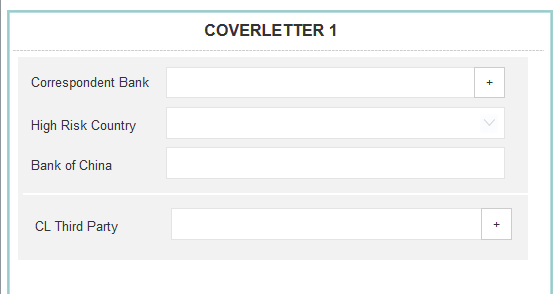 COVERLETTER 1
Correspondent Bank +
High Risk Country
Bank of China
CL Third Party +